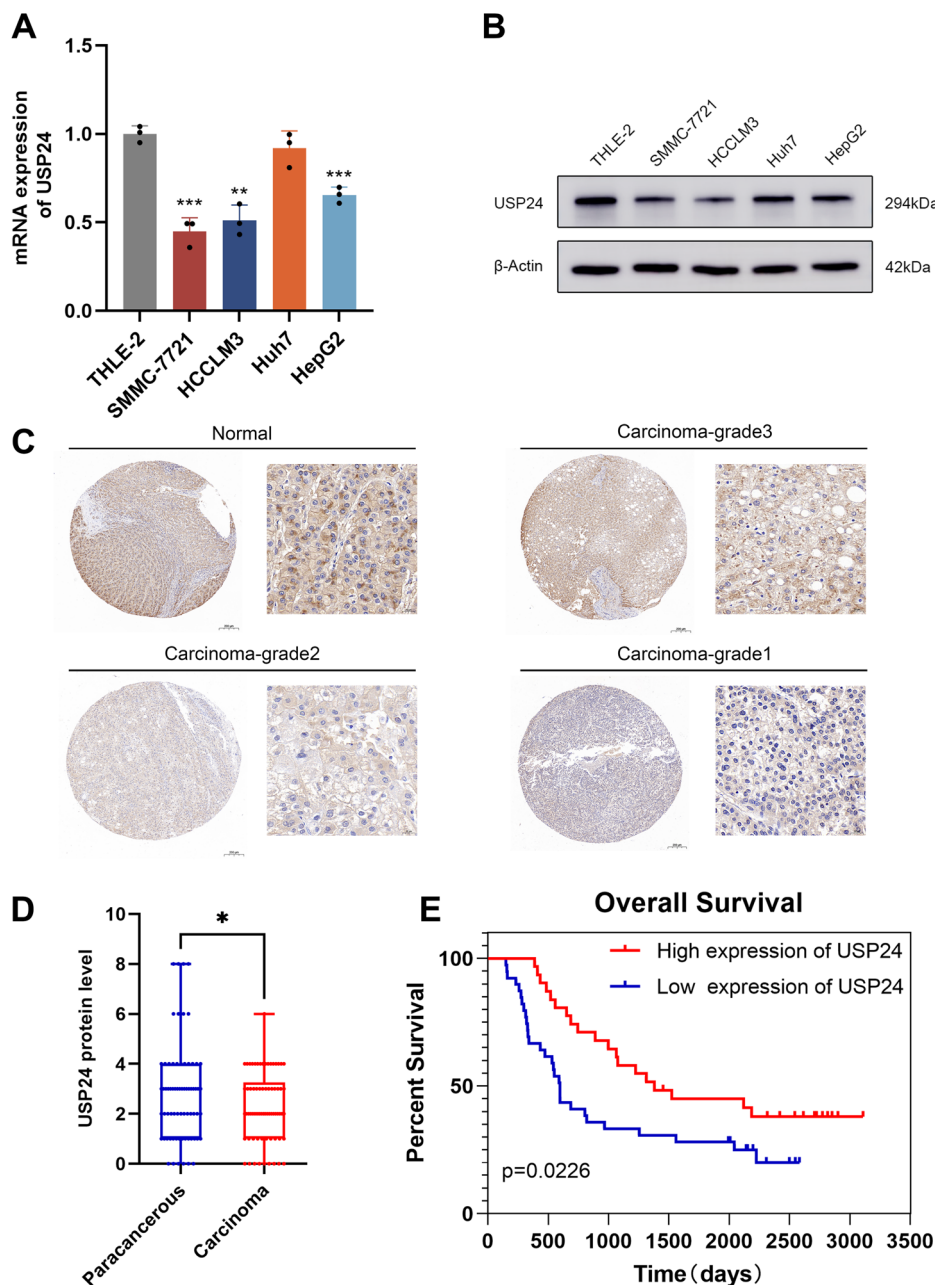 A
mRNA expression
of USP24
1.5
1.0
0.5
0.0
***
**
***
THLE-2
SMMC-7721
HCCLM3
Huh7
HepG2
B
THLE-2
SMMC-7721
HCCLM3
Huh7
HepG2
USP24
294kDa
β-Actin
42kDa
C
Normal
Carcinoma-grade3
Carcinoma-grade2
Carcinoma-grade1
D
USP24 protein level
10
8
6
4
2
0
*
Paracancerous
Carcinoma
E
Overall Survival
Percent Survival
100
50
0
High expression of USP24
Low expression of USP24
p=0.0226
0
500
1000
1500
2000
2500
3000
3500
Time（days）